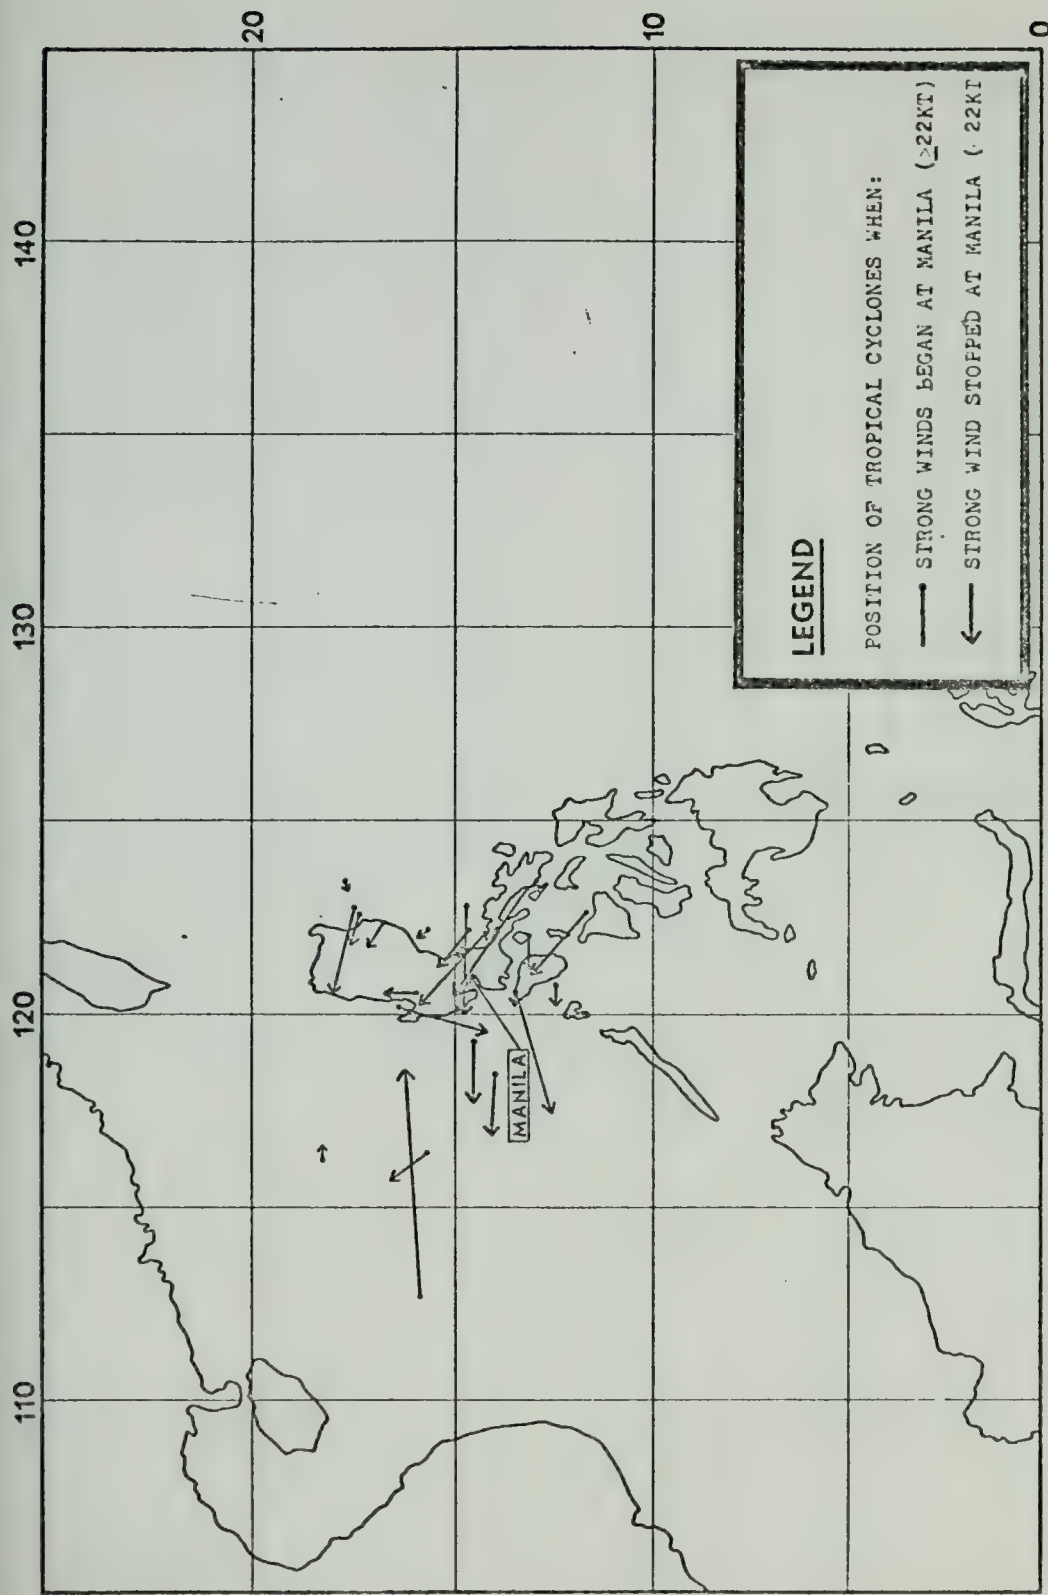 110
120
130
140
20
10
0
MANILA
LEGEND
POSITION OF TROPICAL CYCLONES WHEN:
STRONG WINDS BEGAN AT MANILA (≥22KT)
STRONG WIND STOPPED AT MANILA ( 22KT